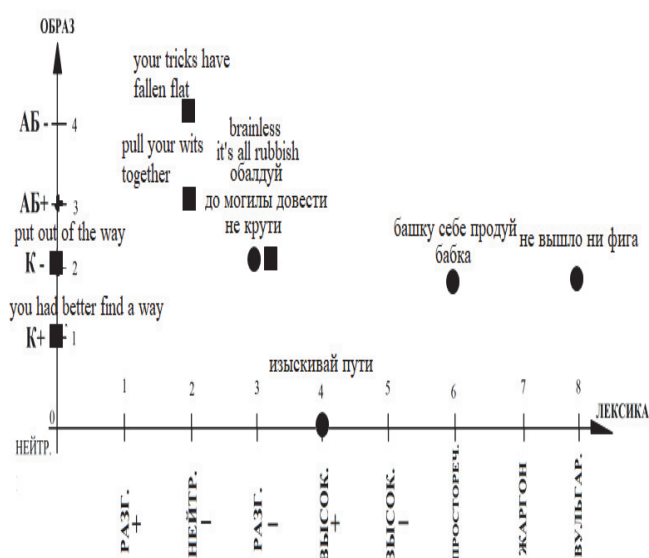 ОБРАЗ
your tricks have
fallen flat
АБ -
4
brainless
pull your wits
it's all rubbish
together
обалдуй
АБ+
3
до могилы довести
не крути
put out of the way
башку себе продуй
не вышло ни фига
бабка
К -
2
you had better find a way
К+
1
изыскивай пути
1
2
3
4
5
6
7
8
0
ЛЕКСИКА
НЕЙТР.
РАЗГ. +
НЕЙТР. -
РАЗГ. -
ВЫСОК. +
ВЫСОК. -
ПРОСТОРЕЧ.
ЖАРГОН
ВУЛЬГАР.